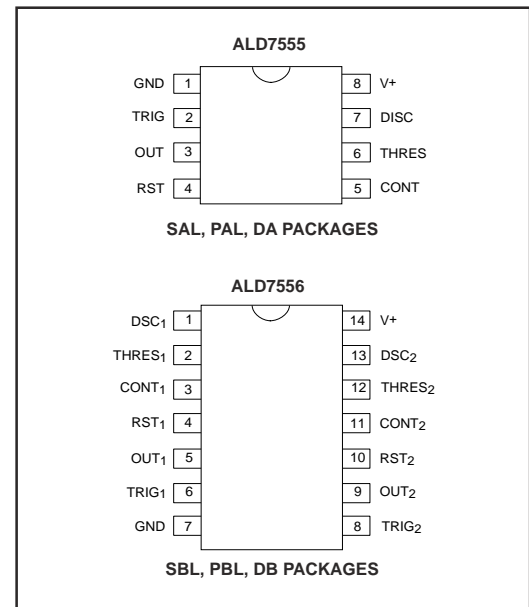 ALD7555
GND 1 8 V+
TRIG 2 7 DISC
OUT 3 6 THRES
RST 4 5 CONT
SAL, PAL, DA PACKAGES
ALD7556
DSC1 1 14 V+
THRES1 2 13 DSC2
CONT1 3 12 THRES2
RST1 4 11 CONT2
OUT1 5 10 RST2
TRIG1 6 9 OUT2
GND 7 8 TRIG2
SBL, PBL, DB PACKAGES